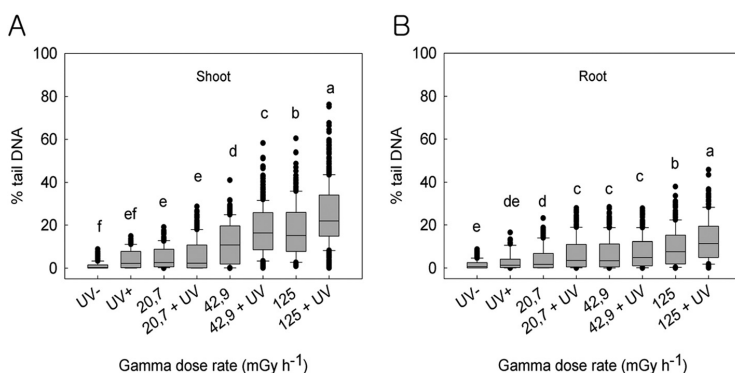 A
Shoot
% tail DNA
100
80
60
40
20
0
f
ef
e
e
d
c
b
a
UV-
UV+
20,7
20,7 + UV
42,9
42,9 + UV
125
125 + UV
Gamma dose rate (mGy h-1)
B
Root
% tail DNA
100
80
60
40
20
0
e
de
d
c
c
c
b
a
UV-
UV+
20,7
20,7 + UV
42,9
42,9 + UV
125
125 + UV
Gamma dose rate (mGy h-1)